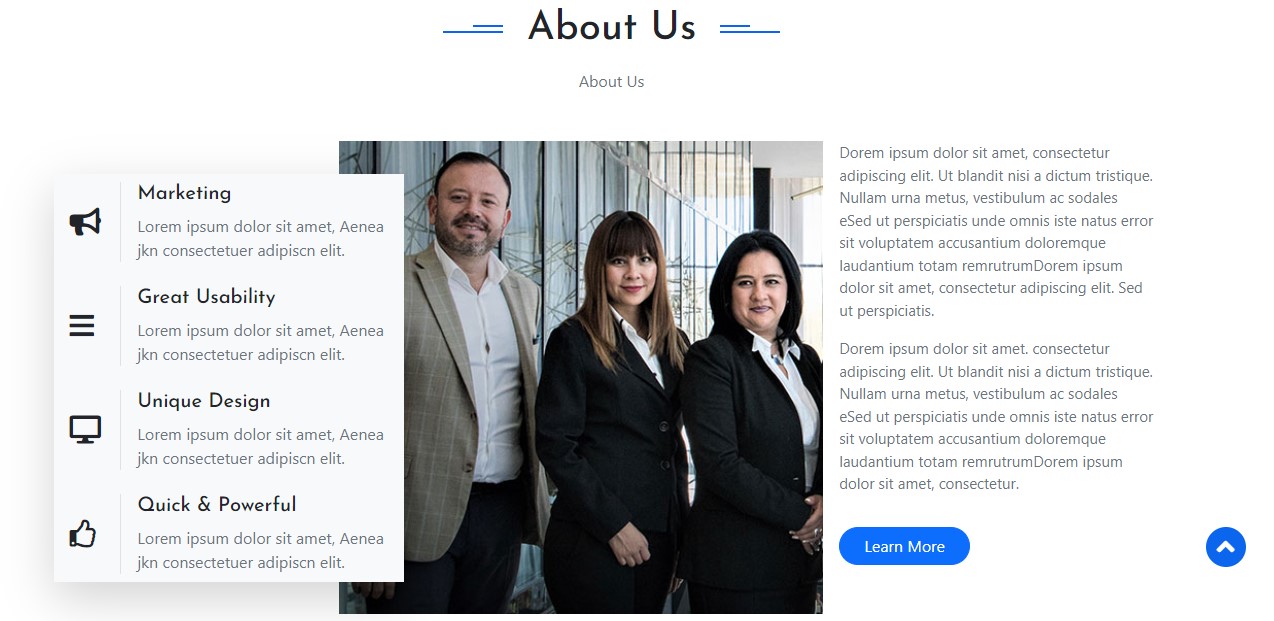 About Us
About Us
Marketing
Lorem ipsum dolor sit amet, Aenea
jkn consectetuer adipiscn elit.
Great Usability
Lorem ipsum dolor sit amet, Aenea
jkn consectetuer adipiscn elit.
Unique Design
Lorem ipsum dolor sit amet, Aenea
jkn consectetuer adipiscn elit.
Quick & Powerful
Lorem ipsum dolor sit amet, Aenea
jkn consectetuer adipiscn elit.
Dorem ipsum dolor sit amet, consectetur
adipiscing elit. Ut blandit nisi a dictum tristique.
Nullam urna metus, vestibulum ac sodales
eSed ut perspiciatis unde omnis iste natus error
sit voluptatem accusantium doloremque
laudantium totam remrutrumDorem ipsum
dolor sit amet, consectetur adipiscing elit. Sed
ut perspiciatis.
Dorem ipsum dolor sit amet. consectetur
adipiscing elit. Ut blandit nisi a dictum tristique.
Nullam urna metus, vestibulum ac sodales
eSed ut perspiciatis unde omnis iste natus error
sit voluptatem accusantium doloremque
laudantium totam remrutrumDorem ipsum
dolor sit amet, consectetur.
Learn More